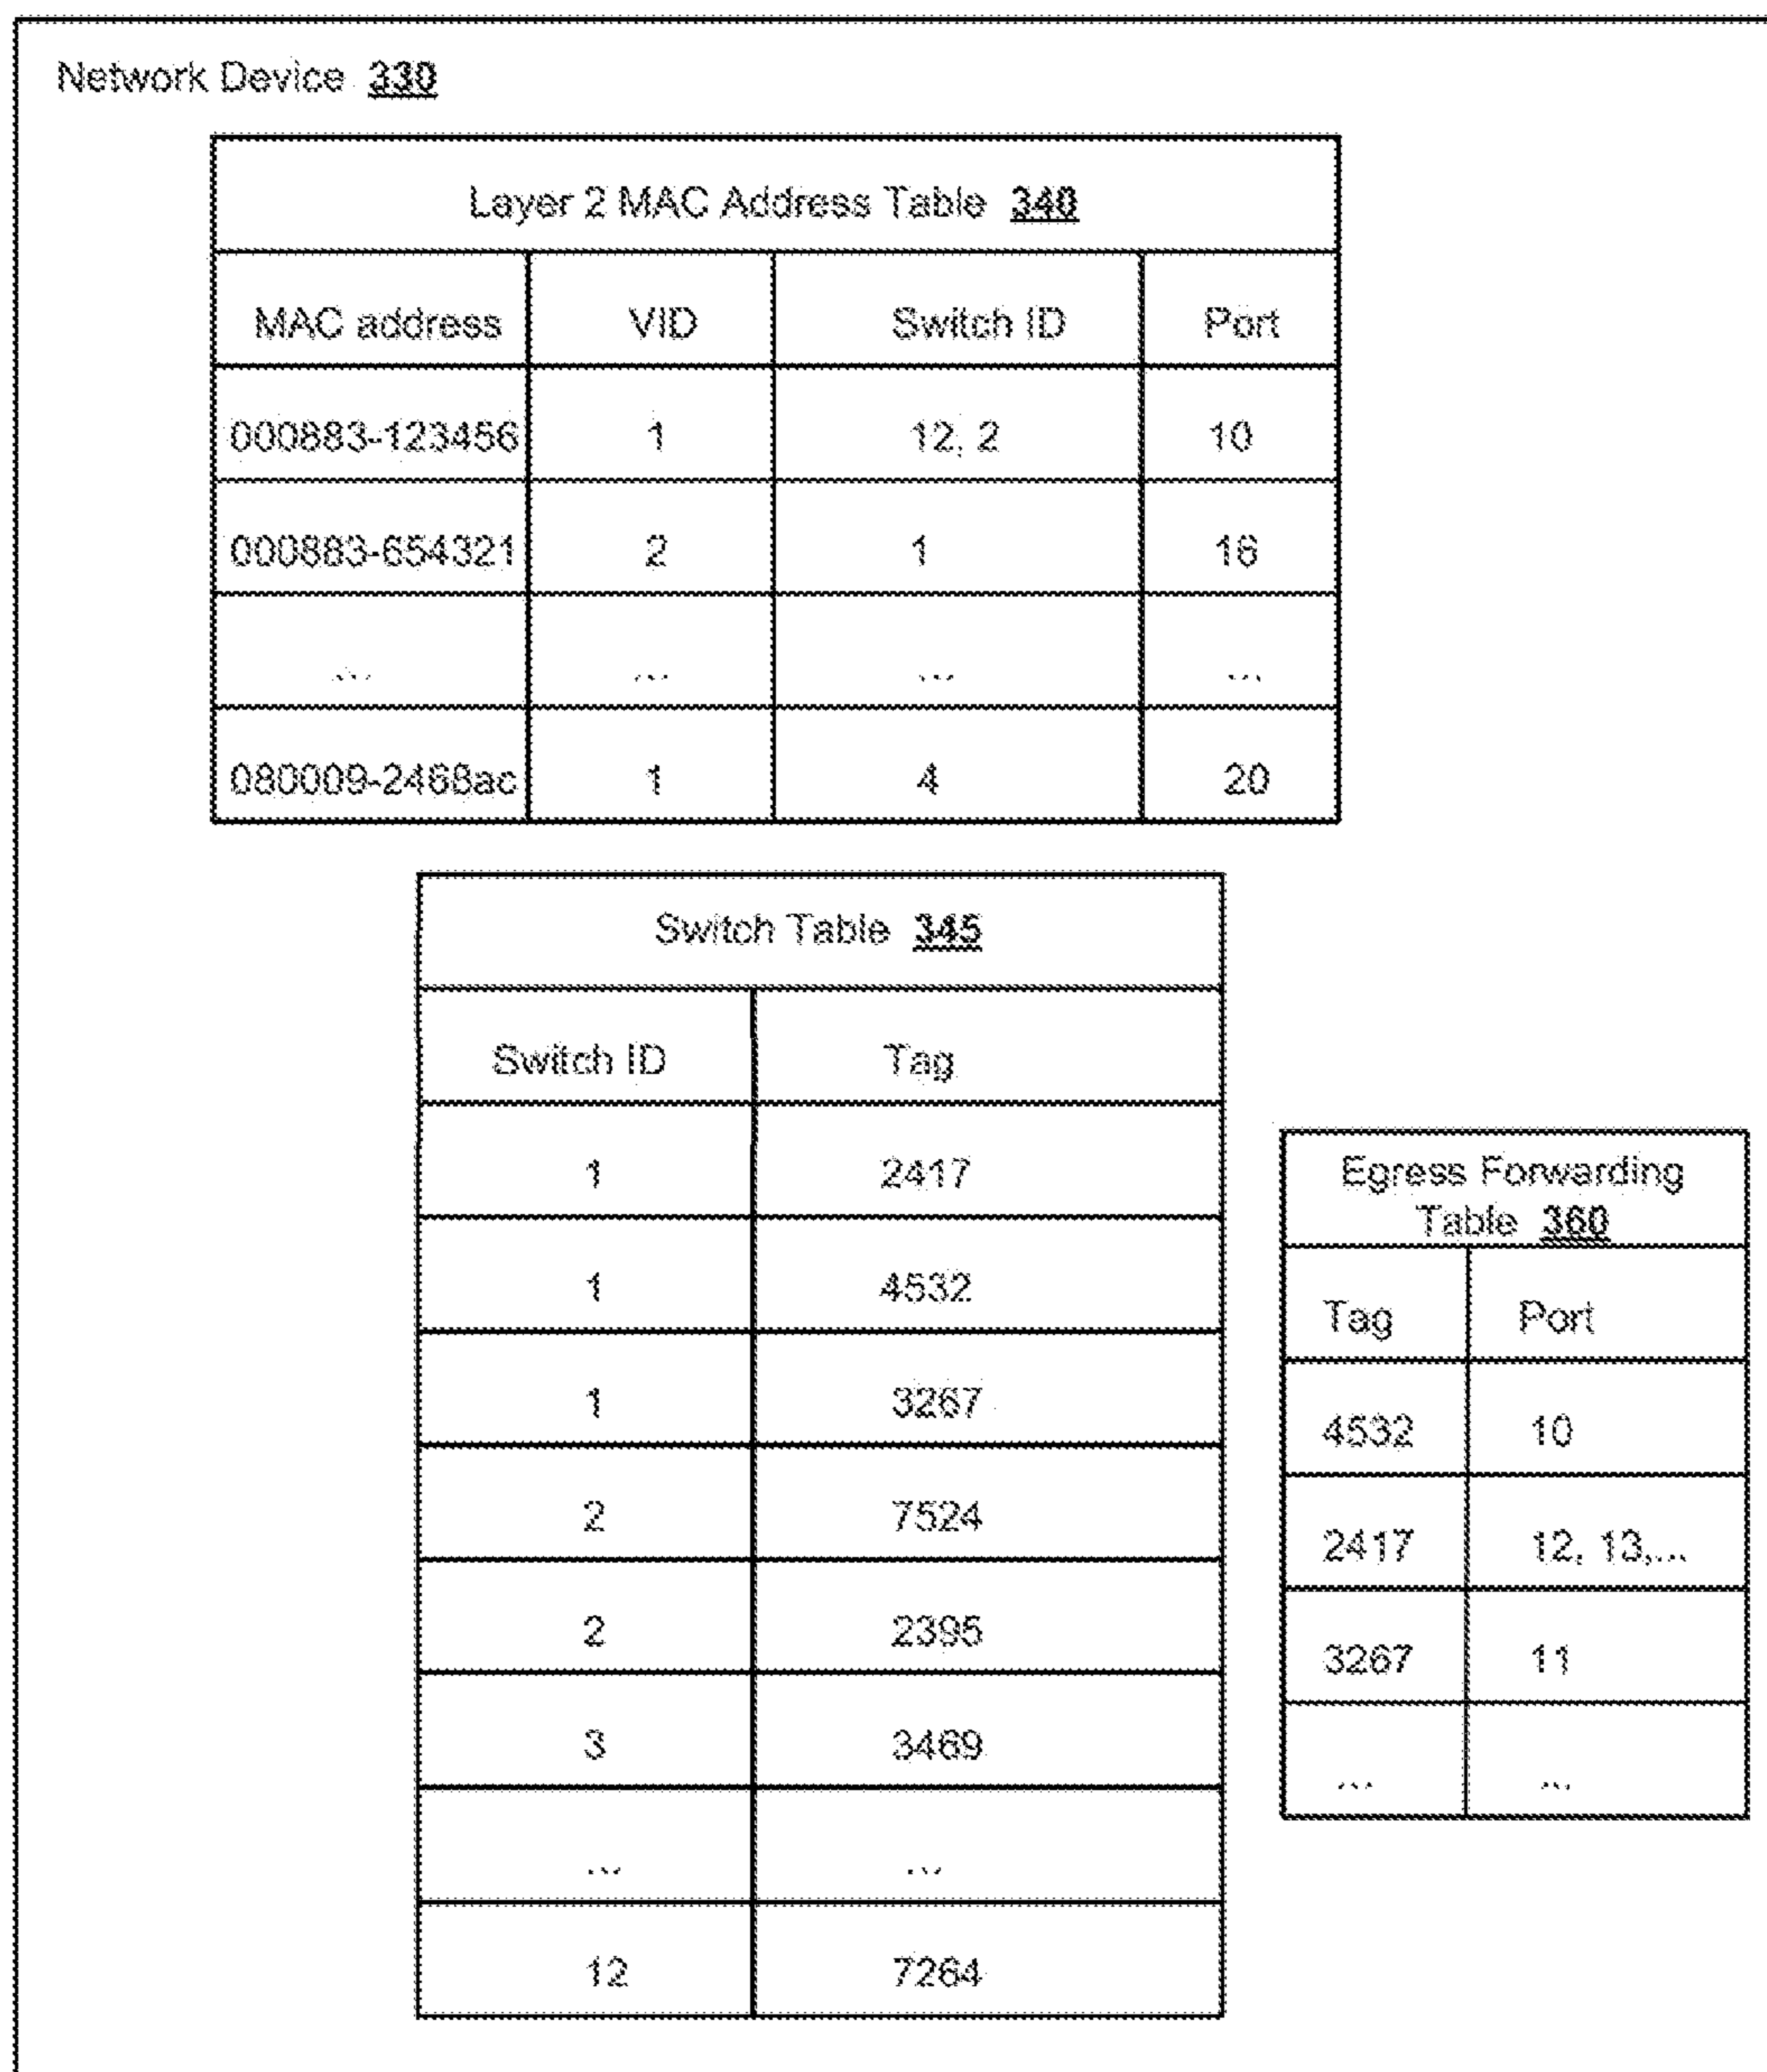 Network Device 330
Layer 2 MAC Address Table 340
MAC address VID Switch ID Port
000883-123456 1 12, 2 10
000883-654321 2 1 16
... ... ... ...
080009-2468ac 1 4 20
Switch Table 345
Switch ID Tag
1 2417
1 4532
1 3267
2 7524
2 2395
3 3469
... ...
12 7264
Egress Forwarding
Table 360
Tag Port
4532 10
2417 12, 13,...
3267 11
... ...